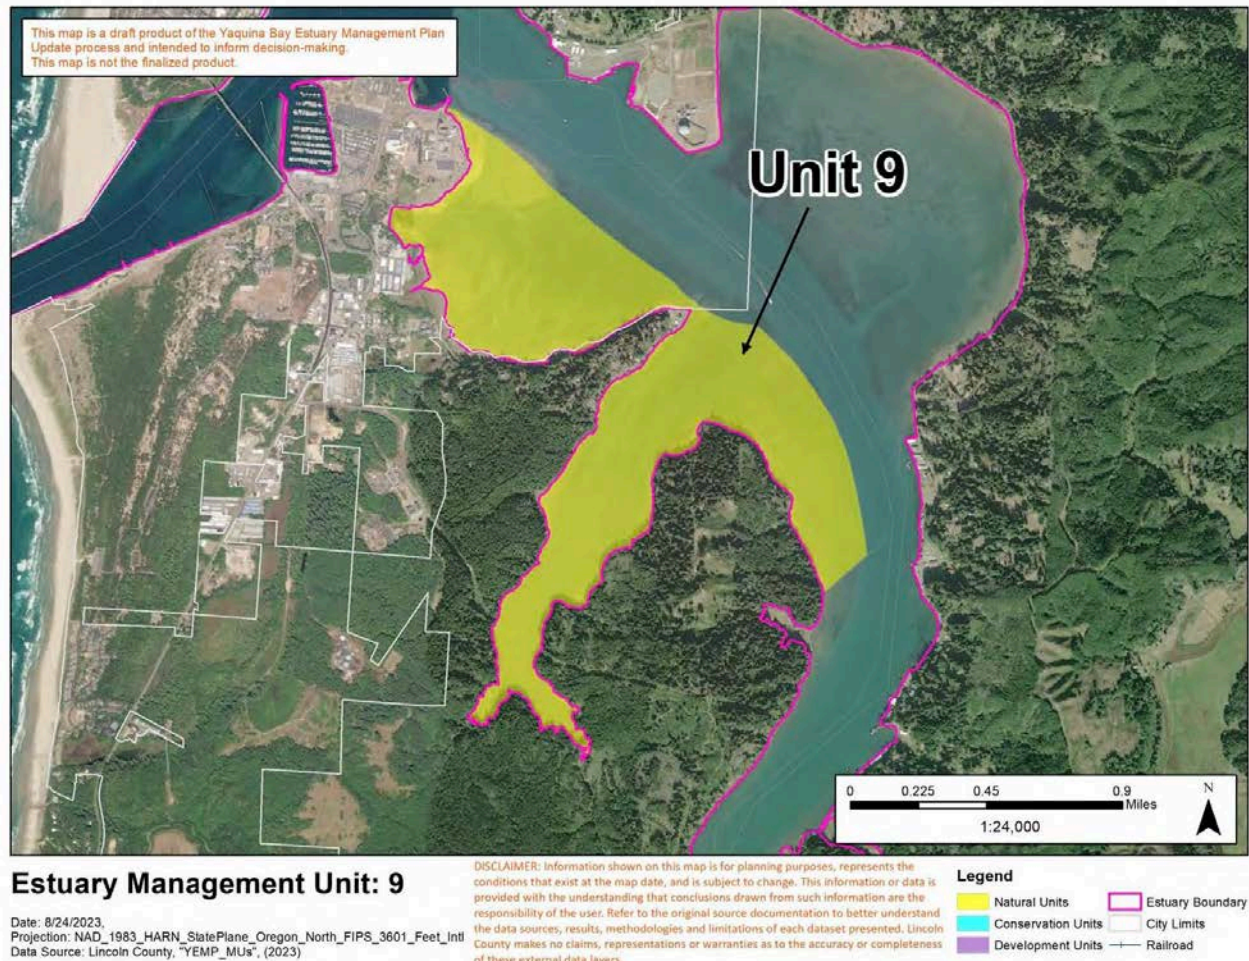 This map is a draft product of the Yaquina Bay Estuary Management Plan
Update process and intended to inform decision-making.
This map is not the finalized product.
Unit 9
0 0.225 0.45 0.9
Miles
1:24,000
N
Estuary Management Unit: 9
Date: 8/24/2023,
Projection: NAD_1983_HARN_StatePlane_Oregon_North_FIPS_3601_Feet_Intl
Data Source: Lincoln County, "YEMP_MUs", (2023)
DISCLAIMER: Information shown on this map is for planning purposes, represents the
conditions that exist at the map date, and is subject to change. This information or data is
provided with the understanding that conclusions drawn from such information are the
responsibility of the user. Refer to the original source documentation to better understand
the data sources, results, methodologies and limitations of each dataset presented. Lincoln
County makes no claims, representations or warranties as to the accuracy or completeness
of these external data layers.
Legend
Natural Units
Conservation Units
Development Units
Estuary Boundary
City Limits
Railroad